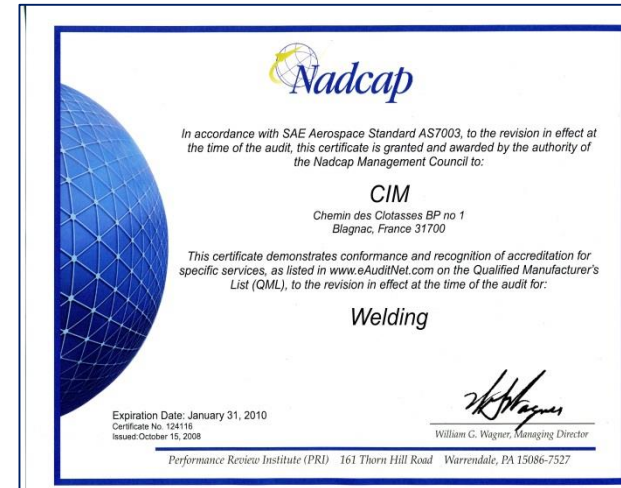 Nadcap
In accordance with SAE Aerospace Standard AS7003, to the revision in effect at
the time of the audit, this certificate is granted and awarded by the authority of
the Nadcap Management Council to:
CIM
Chemin des Clotasses BP no 1
Blagnac, France 31700
This certificate demonstrates conformance and recognition of accreditation for
specific services, as listed in www.eAuditNet.com on the Qualified Manufacturer's
List (QML), to the revision in effect at the time of the audit for:
Welding
Expiration Date: January 31, 2010
Certificate No. 124116
Issued:October 15, 2008
William G. Wagner, Managing Director
Performance Review Institute (PRI) 161 Thorn Hill Road Warrendale, PA 15086-7527